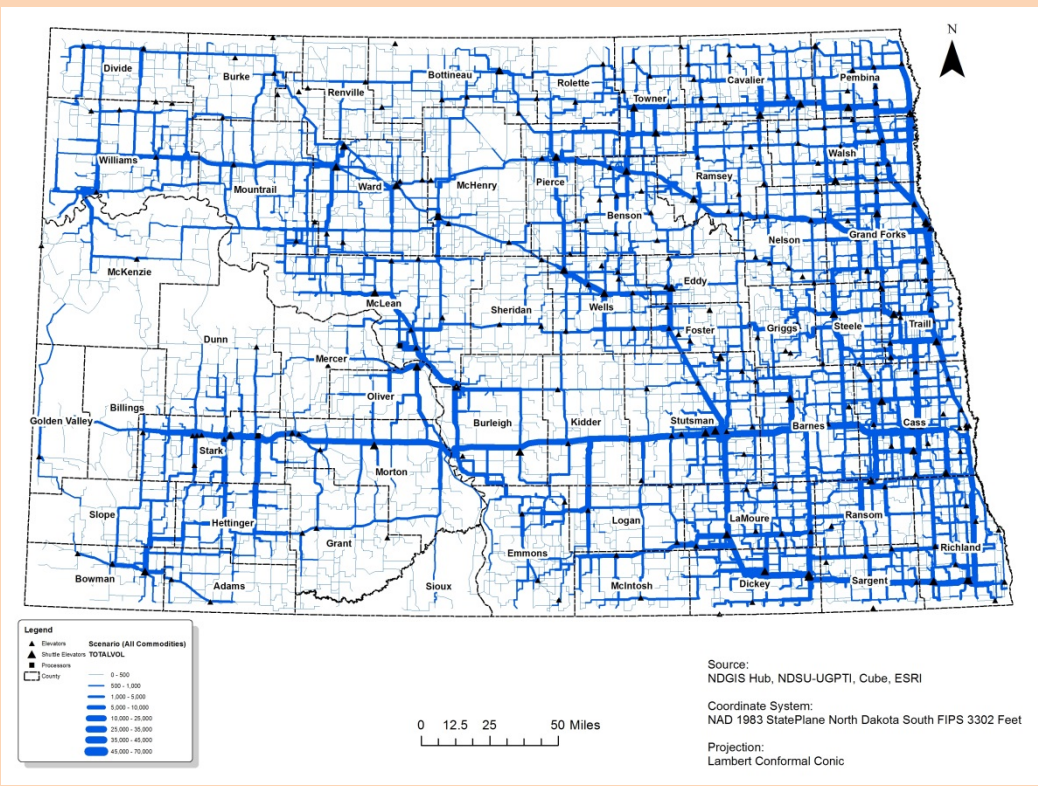 N
Divide
Burke
Renville
Bottineau
Rolette
Towner
Cavalier
Pembina
Williams
Mountrail
Ward
McHenry
Pierce
Benson
Ramsey
Walsh
Nelson
Grand Forks
McKenzie
McLean
Sheridan
Wells
Eddy
Foster
Griggs
Steele
Traill
Dunn
Mercer
Oliver
Billings
Golden Valley
Stark
Morton
Burleigh
Kidder
Stutsman
Barnes
Cass
Slope
Hettinger
Grant
Emmons
Logan
LaMoure
Ransom
Richland
Bowman
Adams
Sioux
McIntosh
Dickey
Sargent
Legend
Elevators
Scenario (All Commodities)
Shuttle Elevators
TOTALVOL
Processors
County
0 - 500
500 - 1,000
1,000 - 5,000
5,000 - 10,000
10,000 - 25,000
25,000 - 35,000
35,000 - 45,000
45,000 - 70,000
0 12.5 25 50 Miles
Source:
NDGIS Hub, NDSU-UGPTI, Cube, ESRI
Coordinate System:
NAD 1983 StatePlane North Dakota South FIPS 3302 Feet
Projection:
Lambert Conformal Conic